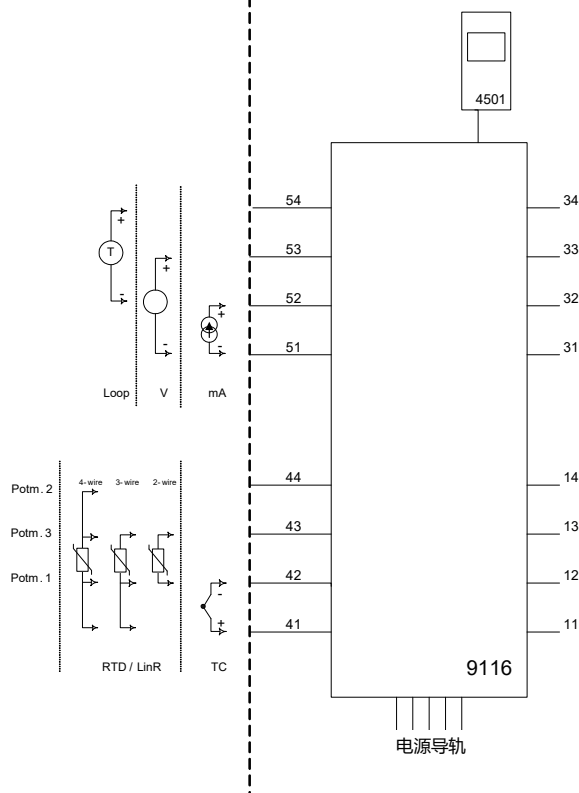 4501
54
34
+
T
53
33
+
-
52
32
+
51
31
-
-
Loop
V
mA
4-wire
3-wire
2-wire
44
14
Potm. 2
43
13
Potm. 3
42
12
Potm. 1
-
+
41
11
RTD / LinR
TC
9116
电源导轨